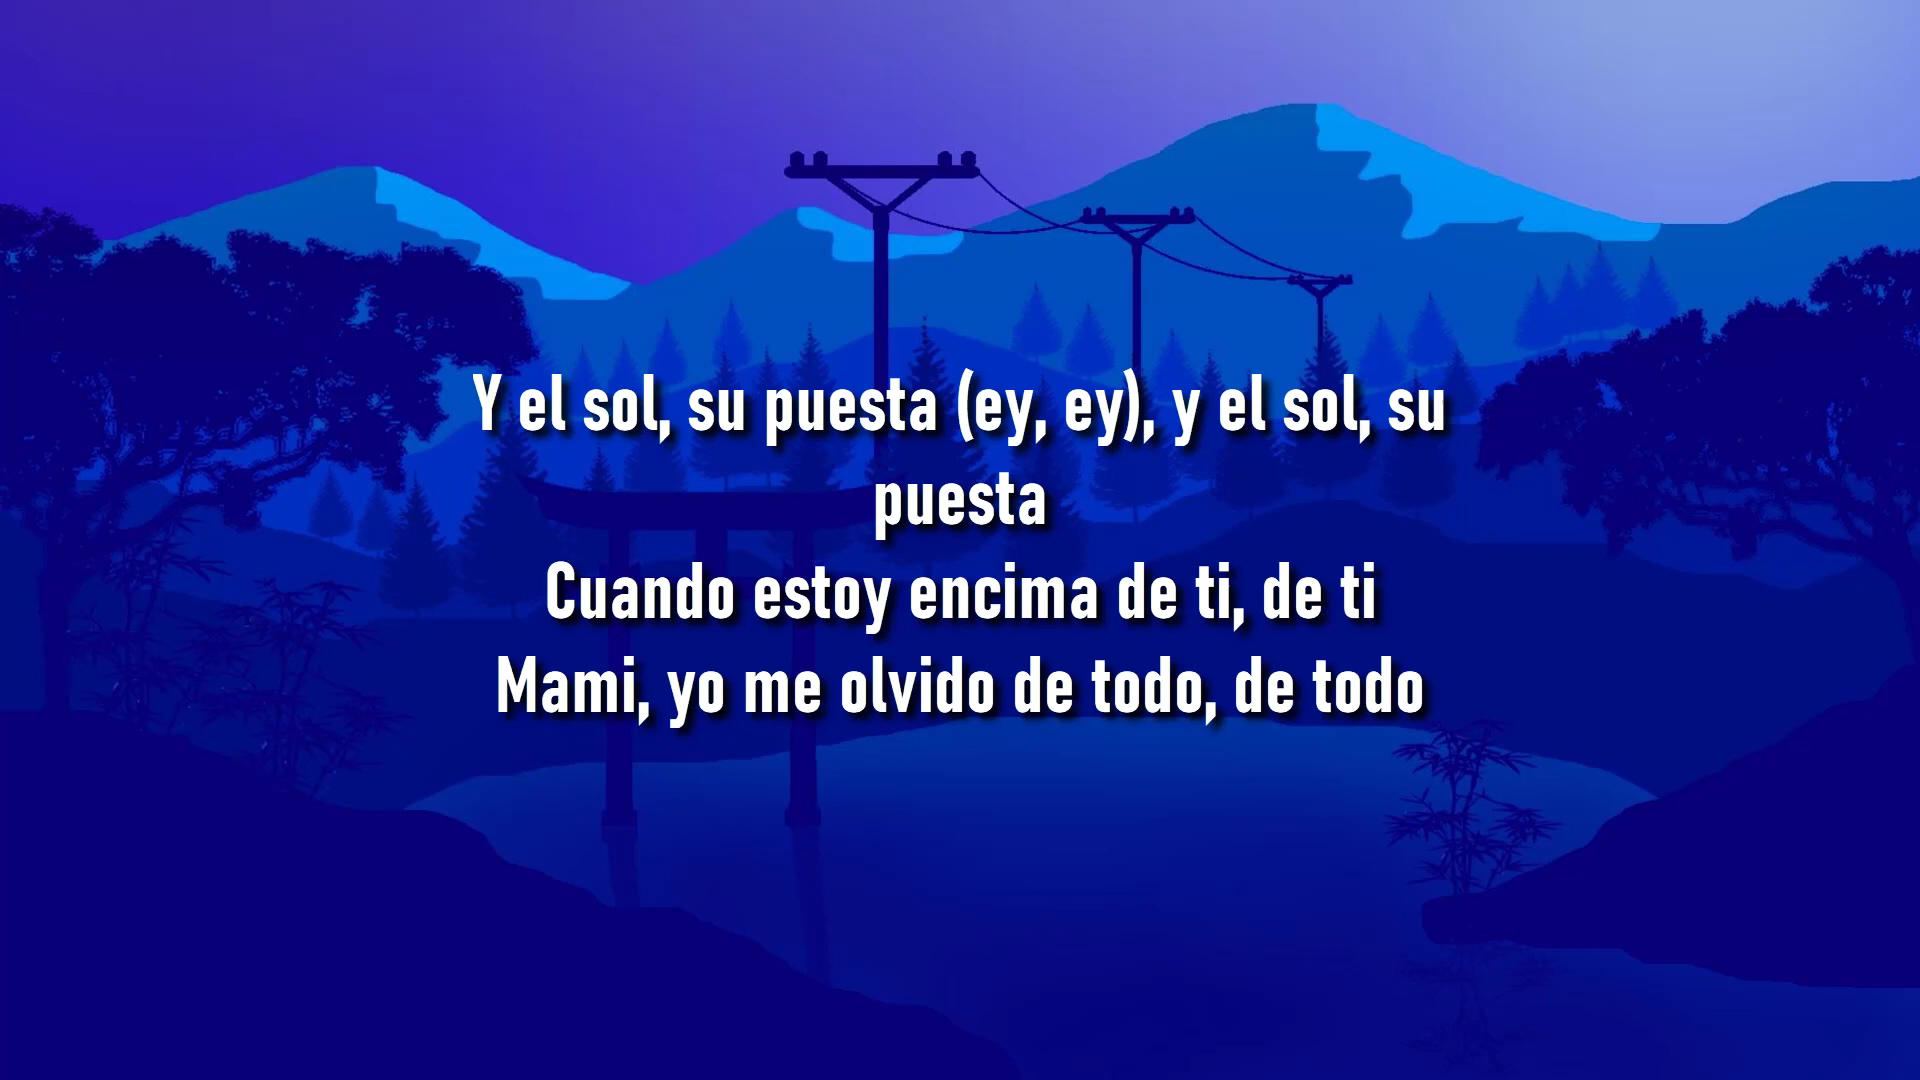 Y el sol, su puesta (ey, ey), y el sol, su
puesta
Cuando estoy encima de ti, de ti
Mami, yo me olvido de todo, de todo